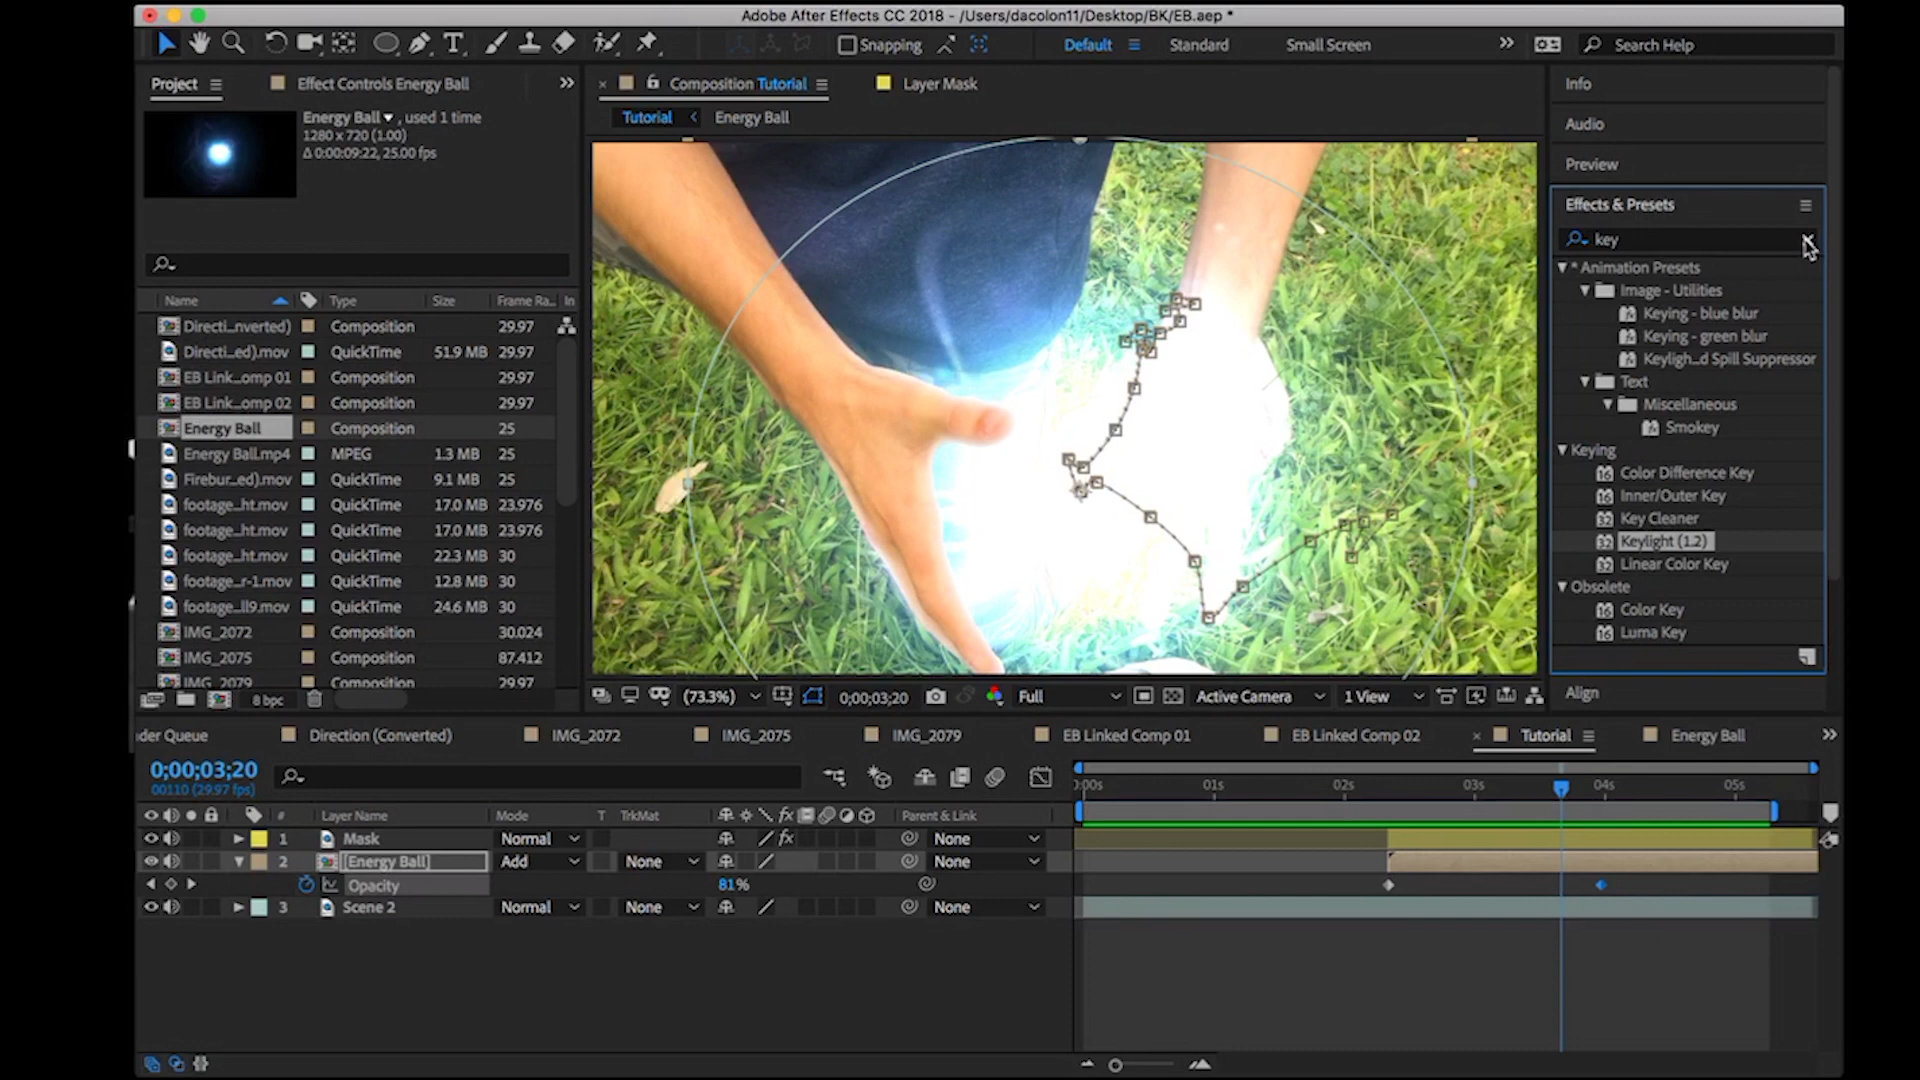 Adobe After Effects CC 2018 - /Users/dacolon11/Desktop/BK/EB.aep *
Snapping
Default
Standard
Small Screen
Search Help
Project
Effect Controls Energy Ball
Composition Tutorial
Layer Mask
Info
Energy Ball , used 1 time
1280 x 720 (1.00)
Δ 0:00:09:22, 25.00 fps
Tutorial
Energy Ball
Audio
Preview
Effects & Presets
key
* Animation Presets
Image - Utilities
Keying - blue blur
Keying - green blur
Keyligh...d Spill Suppressor
Text
Miscellaneous
Smokey
Keying
Color Difference Key
Inner/Outer Key
Key Cleaner
Keylight (1.2)
Linear Color Key
Obsolete
Color Key
Luma Key
Align
Name Type Size Frame Ra... In
Directi...nverted) Composition 29.97
Directi...ed).mov QuickTime 51.9 MB 29.97
EB Link...omp 01 Composition 29.97
EB Link...omp 02 Composition 29.97
Energy Ball Composition 25
Energy Ball.mp4 MPEG 1.3 MB 25
Firebur...ed).mov QuickTime 9.1 MB 25
footage...ht.mov QuickTime 17.0 MB 23.976
footage...ht.mov QuickTime 17.0 MB 23.976
footage...ht.mov QuickTime 22.3 MB 30
footage...r-1.mov QuickTime 12.8 MB 30
footage...ll9.mov QuickTime 24.6 MB 30
IMG_2072 Composition 30.024
IMG_2075 Composition 87.412
IMG_2079 Composition 29.97
8 bpc
(73.3%)
0;00;03;20
Full
Active Camera
1 View
der Queue
Direction (Converted)
IMG_2072
IMG_2075
IMG_2079
EB Linked Comp 01
EB Linked Comp 02
Tutorial
Energy Ball
0;00;03;20
00110 (29.97 fps)
:00s 01s 02s 03s 04s 05s
# Layer Name Mode T TrkMat Parent & Link
1 Mask Normal None
2 [Energy Ball] Add None None
Opacity 81%
3 Scene 2 Normal None None